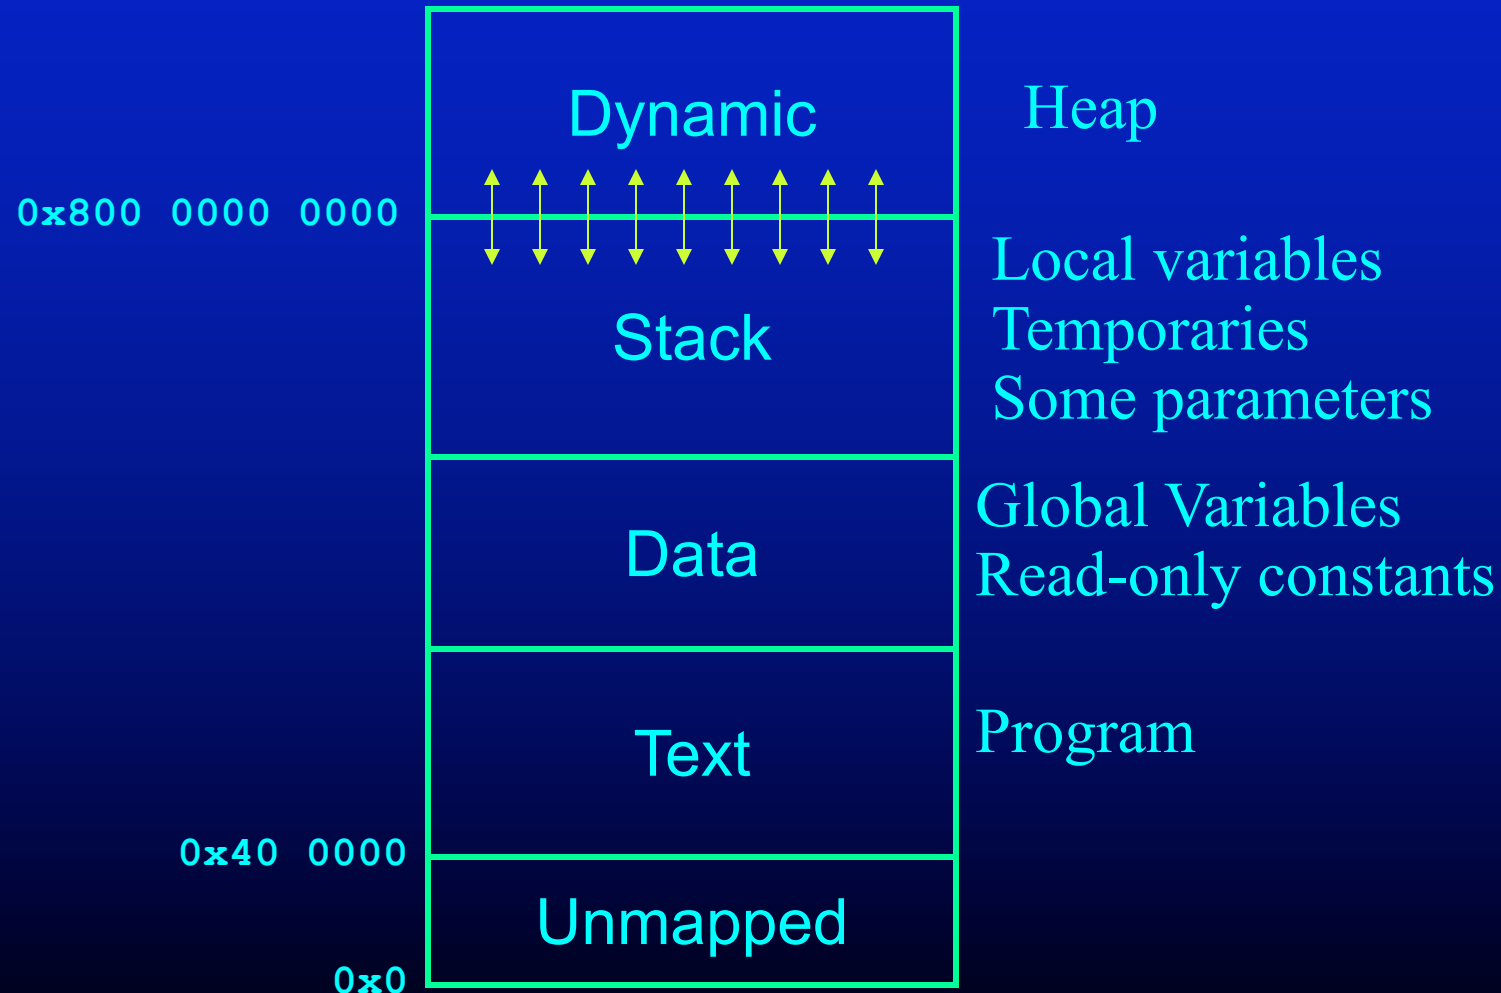 Dynamic
Heap
0x800 0000 0000
Local variables
Stack
Temporaries
Some parameters
Global Variables
Data
Read-only constants
Text
Program
0x40 0000
Unmapped
0x0